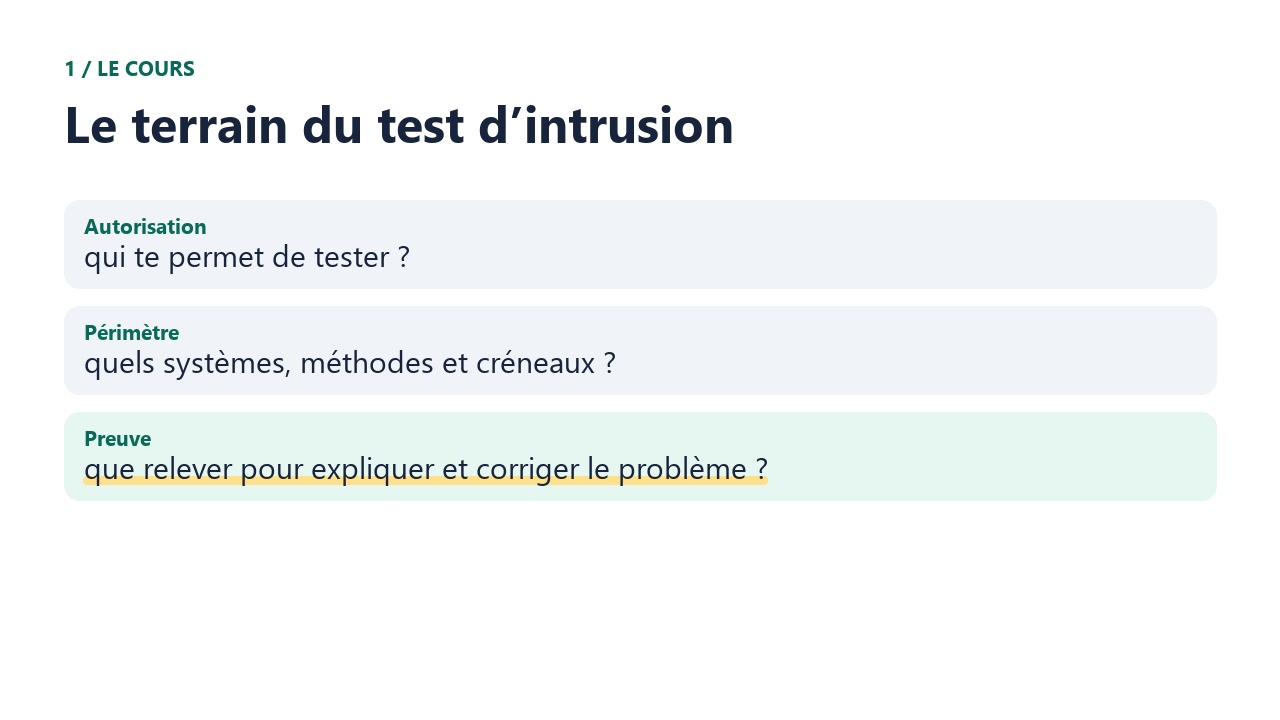 1 / LE COURS
Le terrain du test d’intrusion
Autorisation
qui te permet de tester ?
Périmètre
quels systèmes, méthodes et créneaux ?
Preuve
que relever pour expliquer et corriger le problème ?